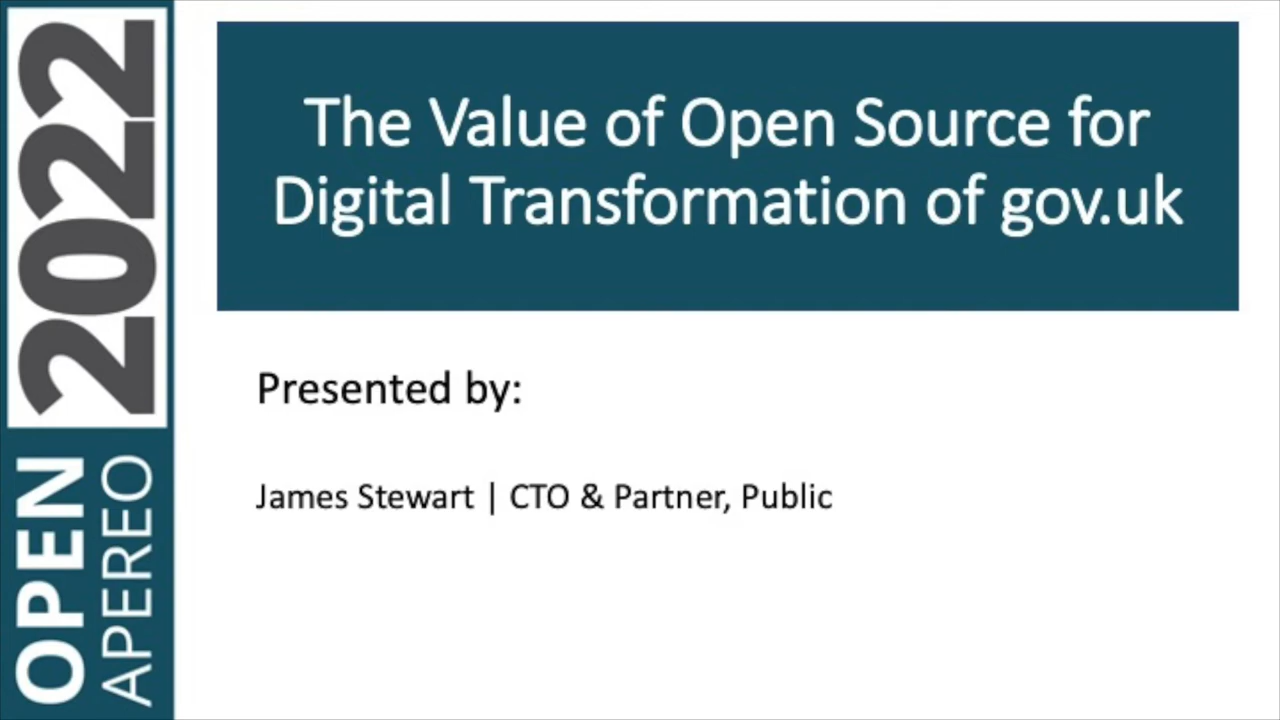 OPEN 2022
APEREO
The Value of Open Source for
Digital Transformation of gov.uk
Presented by:
James Stewart | CTO & Partner, Public